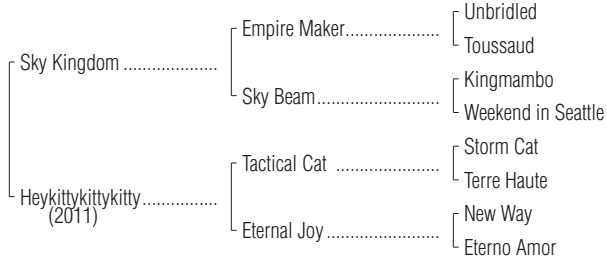 Unbridled
Empire Maker....................
Toussaud
Sky Kingdom ....................
Kingmambo
Sky Beam..........................
Weekend in Seattle
Storm Cat
Tactical Cat ......................
Terre Haute
Heykittykittykitty................
(2011)
New Way
Eternal Joy ........................
Eterno Amor